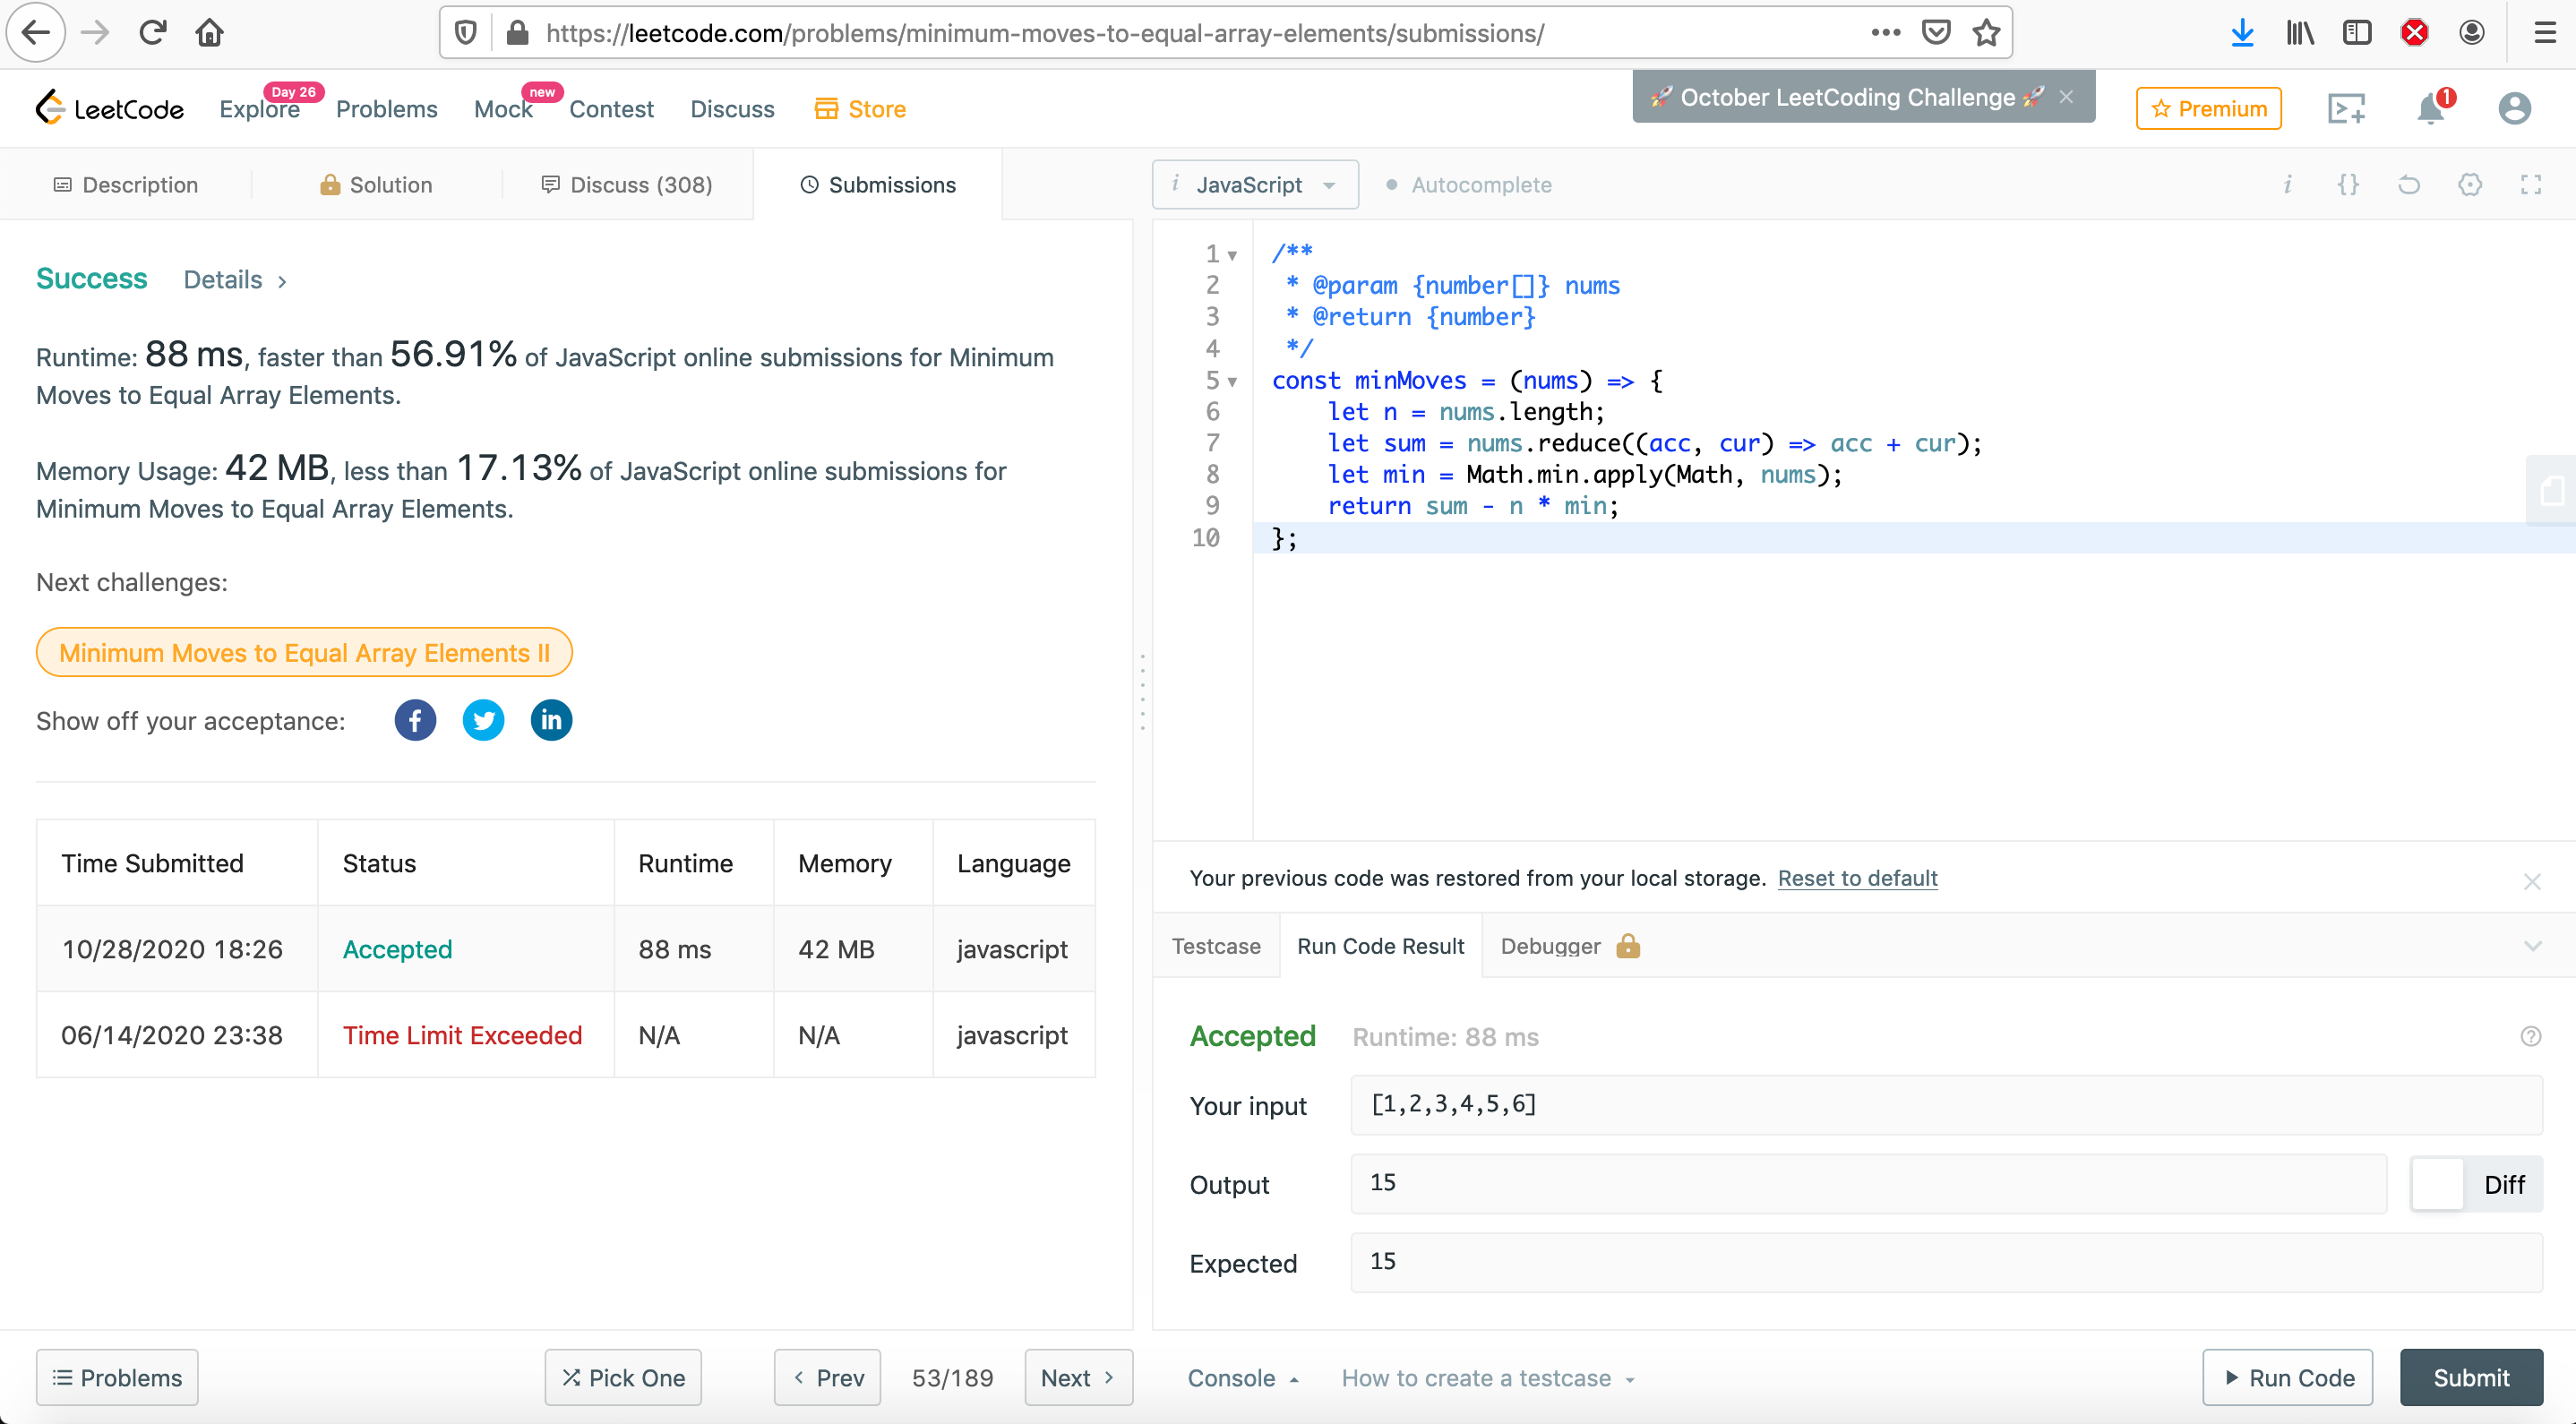 https://leetcode.com/problems/minimum-moves-to-equal-array-elements/submissions/
LeetCode
Explore
Day 26
Problems
Mock
new
Contest
Discuss
Store
🚀 October LeetCoding Challenge 🚀
Premium
1
Description
Solution
Discuss (308)
Submissions
Success Details >
Runtime: 88 ms, faster than 56.91% of JavaScript online submissions for Minimum
Moves to Equal Array Elements.
Memory Usage: 42 MB, less than 17.13% of JavaScript online submissions for
Minimum Moves to Equal Array Elements.
Next challenges:
Minimum Moves to Equal Array Elements II
Show off your acceptance:
Time Submitted Status Runtime Memory Language
10/28/2020 18:26 Accepted 88 ms 42 MB javascript
06/14/2020 23:38 Time Limit Exceeded N/A N/A javascript
Problems
Pick One
Prev
53/189
Next
i JavaScript
Autocomplete
i {}
1 /**
2  * @param {number[]} nums
3  * @return {number}
4  */
5 const minMoves = (nums) => {
6     let n = nums.length;
7     let sum = nums.reduce((acc, cur) => acc + cur);
8     let min = Math.min.apply(Math, nums);
9     return sum - n * min;
10 };
Your previous code was restored from your local storage. Reset to default
Testcase
Run Code Result
Debugger
Accepted Runtime: 88 ms
Your input [1,2,3,4,5,6]
Output 15
Diff
Expected 15
Console
How to create a testcase
Run Code
Submit